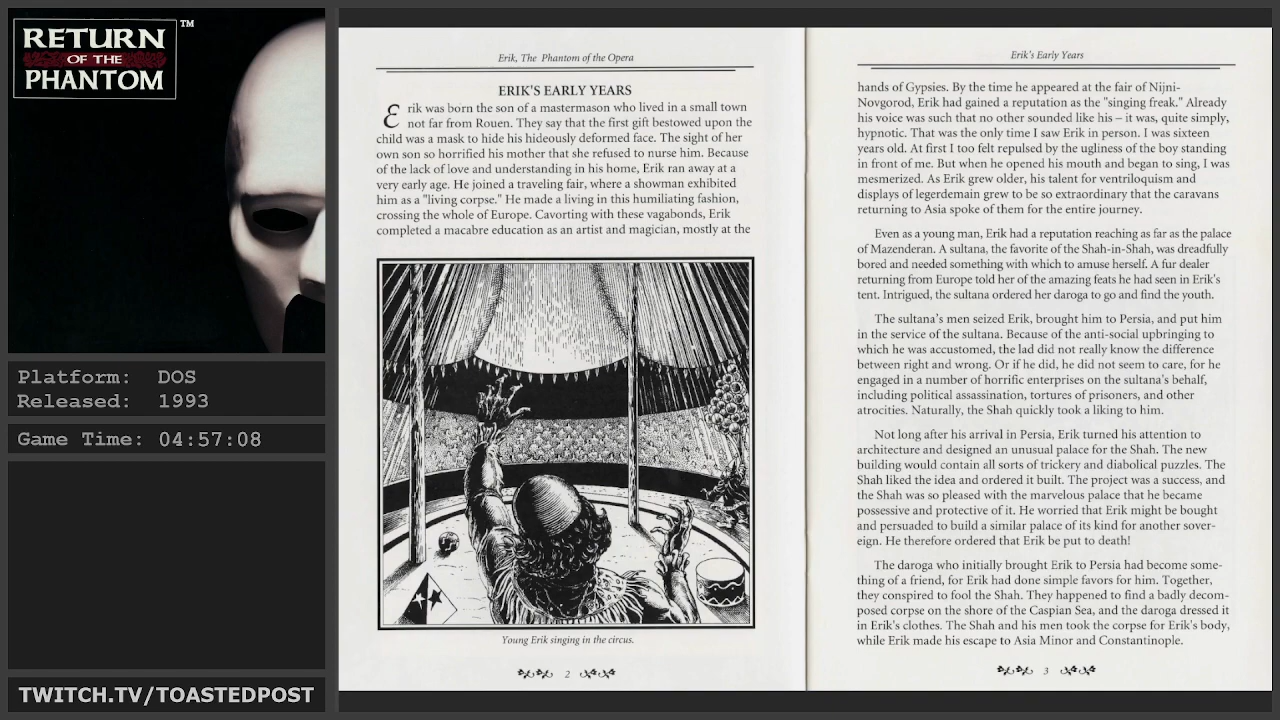 RETURN
OF THE
PHANTOM
TM
Platform: DOS
Released: 1993
Game Time: 04:57:08
TWITCH.TV/TOASTEDPOST
Erik, The Phantom of the Opera
ERIK'S EARLY YEARS
Erik was born the son of a mastermason who lived in a small town
not far from Rouen. They say that the first gift bestowed upon the
child was a mask to hide his hideously deformed face. The sight of her
own son so horrified his mother that she refused to nurse him. Because
of the lack of love and understanding in his home, Erik ran away at a
very early age. He joined a traveling fair, where a showman exhibited
him as a "living corpse." He made a living in this humiliating fashion,
crossing the whole of Europe. Cavorting with these vagabonds, Erik
completed a macabre education as an artist and magician, mostly at the
Young Erik singing in the circus.
2
Erik's Early Years
hands of Gypsies. By the time he appeared at the fair of Nijni-
Novgorod, Erik had gained a reputation as the "singing freak." Already
his voice was such that no other sounded like his – it was, quite simply,
hypnotic. That was the only time I saw Erik in person. I was sixteen
years old. At first I too felt repulsed by the ugliness of the boy standing
in front of me. But when he opened his mouth and began to sing, I was
mesmerized. As Erik grew older, his talent for ventriloquism and
displays of legerdemain grew to be so extraordinary that the caravans
returning to Asia spoke of them for the entire journey.
Even as a young man, Erik had a reputation reaching as far as the palace
of Mazenderan. A sultana, the favorite of the Shah-in-Shah, was dreadfully
bored and needed something with which to amuse herself. A fur dealer
returning from Europe told her of the amazing feats he had seen in Erik's
tent. Intrigued, the sultana ordered her daroga to go and find the youth.
The sultana's men seized Erik, brought him to Persia, and put him
in the service of the sultana. Because of the anti-social upbringing to
which he was accustomed, the lad did not really know the difference
between right and wrong. Or if he did, he did not seem to care, for he
engaged in a number of horrific enterprises on the sultana's behalf,
including political assassination, tortures of prisoners, and other
atrocities. Naturally, the Shah quickly took a liking to him.
Not long after his arrival in Persia, Erik turned his attention to
architecture and designed an unusual palace for the Shah. The new
building would contain all sorts of trickery and diabolical puzzles. The
Shah liked the idea and ordered it built. The project was a success, and
the Shah was so pleased with the marvelous palace that he became
possessive and protective of it. He worried that Erik might be bought
and persuaded to build a similar palace of its kind for another sover-
eign. He therefore ordered that Erik be put to death!
The daroga who initially brought Erik to Persia had become some-
thing of a friend, for Erik had done simple favors for him. Together,
they conspired to fool the Shah. They happened to find a badly decom-
posed corpse on the shore of the Caspian Sea, and the daroga dressed it
in Erik's clothes. The Shah and his men took the corpse for Erik's body,
while Erik made his escape to Asia Minor and Constantinople.
3